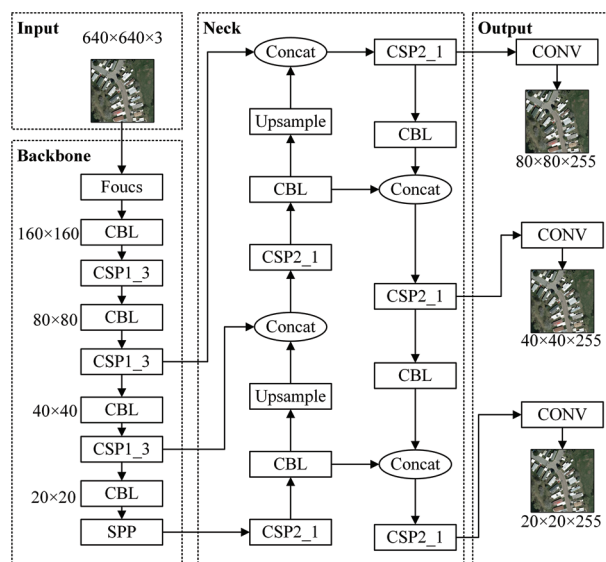 Input
640×640×3
Backbone
Foucs
160×160
CBL
CSP1_3
80×80
CBL
CSP1_3
40×40
CBL
CSP1_3
20×20
CBL
SPP
Neck
Concat
Upsample
CBL
CSP2_1
Concat
Upsample
CBL
CSP2_1
CSP2_1
CBL
Concat
CSP2_1
CBL
Concat
CSP2_1
Output
CONV
80×80×255
CONV
40×40×255
CONV
20×20×255